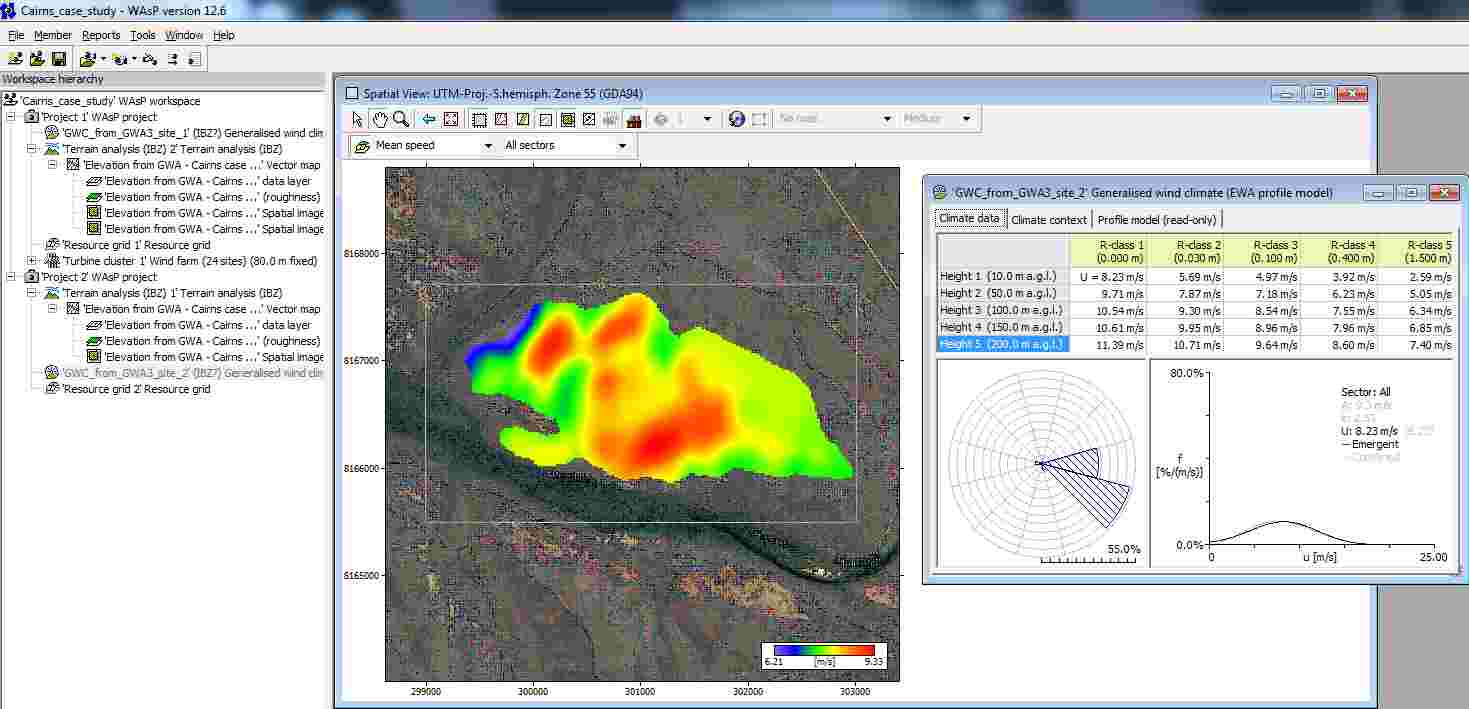 Cairns_case_study - WAsP version 12.6
File Member Reports Tools Window Help
Workspace hierarchy
'Cairns_case_study' WAsP workspace
'Project 1' WAsP project
'GWC_from_GWA3_site_1' (IBZ?) Generalised wind clim
'Terrain analysis (IBZ) 2' Terrain analysis (IBZ)
'Elevation from GWA - Cairns case ...' Vector map
'Elevation from GWA - Cairns ...' data layer
'Elevation from GWA - Cairns ...' (roughness)
'Elevation from GWA - Cairns ...' Spatial image
'Elevation from GWA - Cairns ...' Spatial image
'Resource grid 1' Resource grid
'Turbine cluster 1' Wind farm (24 sites) (80.0 m fixed)
'Project 2' WAsP project
'Terrain analysis (IBZ) 1' Terrain analysis (IBZ)
'Elevation from GWA - Cairns case ...' Vector map
'Elevation from GWA - Cairns ...' data layer
'Elevation from GWA - Cairns ...' (roughness)
'Elevation from GWA - Cairns ...' Spatial image
'GWC_from_GWA3_site_2' (IBZ?) Generalised wind clim
'Resource grid 2' Resource grid
Spatial View: UTM-Proj.-S.hemisph. Zone 55 (GDA94)
Medium
Mean speed All sectors
8168000
8167000
8166000
8165000
299000 300000 301000 302000 303000
6.21 [m/s] 9.33
'GWC_from_GWA3_site_2' Generalised wind climate (EWA profile model)
Climate data Climate context Profile model (read-only)
R-class 1 R-class 2 R-class 3 R-class 4 R-class 5
(0.000 m) (0.030 m) (0.100 m) (0.400 m) (1.500 m)
Height 1 (10.0 m a.g.l.) U = 8.23 m/s 5.69 m/s 4.97 m/s 3.92 m/s 2.59 m/s
Height 2 (50.0 m a.g.l.) 9.71 m/s 7.87 m/s 7.18 m/s 6.23 m/s 5.05 m/s
Height 3 (100.0 m a.g.l.) 10.54 m/s 9.30 m/s 8.54 m/s 7.55 m/s 6.34 m/s
Height 4 (150.0 m a.g.l.) 10.61 m/s 9.95 m/s 8.96 m/s 7.96 m/s 6.85 m/s
Height 5 (200.0 m a.g.l.) 11.39 m/s 10.71 m/s 9.64 m/s 8.60 m/s 7.40 m/s
55.0%
80.0%
Sector: All
U: 8.23 m/s
Emergent
Combined
f
[%/(m/s)]
0.0%
0 u [m/s] 25.00